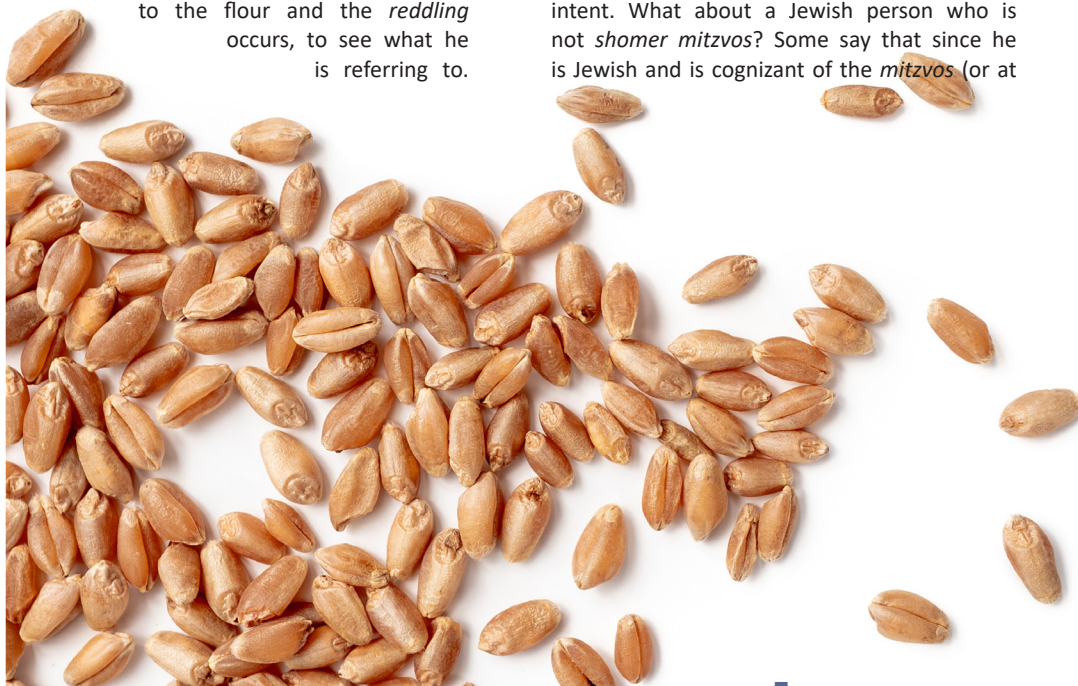 to the flour and the reddling
occurs, to see what he
is referring to.
intent. What about a Jewish person who is
not shomer mitzvos? Some say that since he
is Jewish and is cognizant of the mitzvos (or at